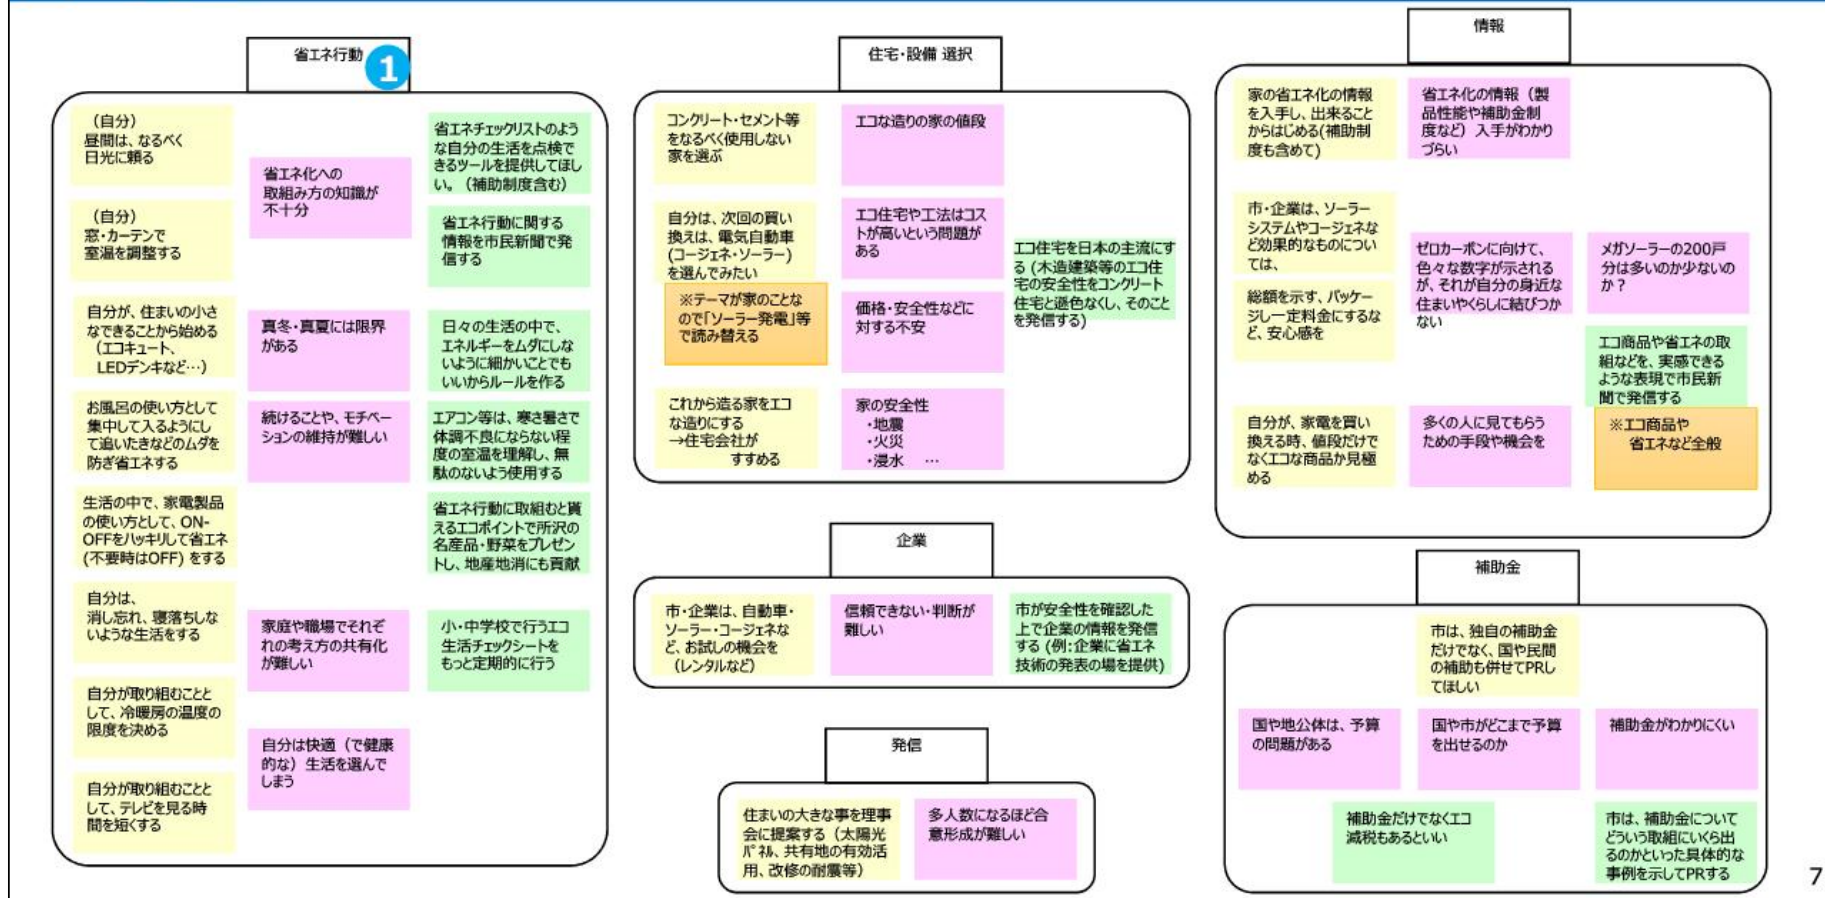 省エネ行動
1
（自分）
昼間は、なるべく
日光に頼る
（自分）
窓・カーテンで
室温を調整する
自分が、住まいの小さ
なできることから始める
（エコキュート、
LEDデンキなど…）
お風呂の使い方として
集中して入るようにし
て追いたきなどのムダを
防ぎ省エネする
生活の中で、家電製品
の使い方として、ON-
OFFをハッキリして省エネ
(不要時はOFF) をする
自分は、
消し忘れ、寝落ちしな
いような生活をする
自分が取り組むことと
して、冷暖房の温度の
限度を決める
自分が取り組むことと
して、テレビを見る時
間を短くする
省エネ化への
取組み方の知識が
不十分
真冬・真夏には限界
がある
続けることや、モチベー
ションの維持が難しい
家庭や職場でそれぞ
れの考え方の共有化
が難しい
自分は快適（で健康
的な）生活を選んで
しまう
省エネチェックリストのよう
な自分の生活を点検で
きるツールを提供してほし
い。（補助制度含む）
省エネ行動に関する
情報を市民新聞で発
信する
日々の生活の中で、
エネルギーをムダにしな
いように細かいことでも
いいからルールを作る
エアコン等は、寒さ暑さで
体調不良にならない程
度の室温を理解し、無
駄のないよう使用する
省エネ行動に取組むと貰
えるエコポイントで所沢の
名産品・野菜をプレゼン
トし、地産地消にも貢献
小・中学校で行うエコ
生活チェックシートを
もっと定期的に行う
住宅・設備 選択
コンクリート・セメント等
をなるべく使用しない
家を選ぶ
自分は、次回の買い
換えは、電気自動車
(コージェネ・ソーラー)
を選んでみたい
※テーマが家のことな
ので「ソーラー発電」等
で読み替える
これから造る家をエコ
な造りにする
→住宅会社が
すすめる
エコな造りの家の値段
エコ住宅や工法はコス
トが高いという問題が
ある
価格・安全性などに
対する不安
家の安全性
・地震
・火災
・浸水 …
エコ住宅を日本の主流にす
る (木造建築等のエコ住
宅の安全性をコンクリート
住宅と遜色なくし、そのこと
を発信する)
企業
市・企業は、自動車・
ソーラー・コージェネな
ど、お試しの機会を
（レンタルなど）
信頼できない・判断が
難しい
市が安全性を確認した
上で企業の情報を発信
する (例:企業に省エネ
技術の発表の場を提供)
発信
住まいの大きな事を理事
会に提案する（太陽光
パネル、共有地の有効活
用、改修の耐震等）
多人数になるほど合
意形成が難しい
情報
家の省エネ化の情報
を入手し、出来ること
からはじめる(補助制
度も含めて)
市・企業は、ソーラー
システムやコージェネな
ど効果的なものについ
ては、
総額を示す、パッケー
ジし一定料金にするな
ど、安心感を
自分が、家電を買い
換える時、値段だけで
なくエコな商品か見極
める
省エネ化の情報（製
品性能や補助金制
度など）入手がわかり
づらい
ゼロカーボンに向けて、
色々な数字が示される
が、それが自分の身近な
住まいやくらしに結びつか
ない
多くの人に見てもらう
ための手段や機会を
メガソーラーの200戸
分は多いのか少ないの
か？
エコ商品や省エネの取
組などを、実感できる
ような表現で市民新
聞で発信する
※エコ商品や
省エネなど全般
補助金
市は、独自の補助金
だけでなく、国や民間
の補助も併せてPRし
てほしい
国や地公体は、予算
の問題がある
国や市がどこまで予算
を出せるのか
補助金がわかりにくい
補助金だけでなくエコ
減税もあるといい
市は、補助金について
どういう取組にいくら出
るのかといった具体的な
事例を示してPRする
7